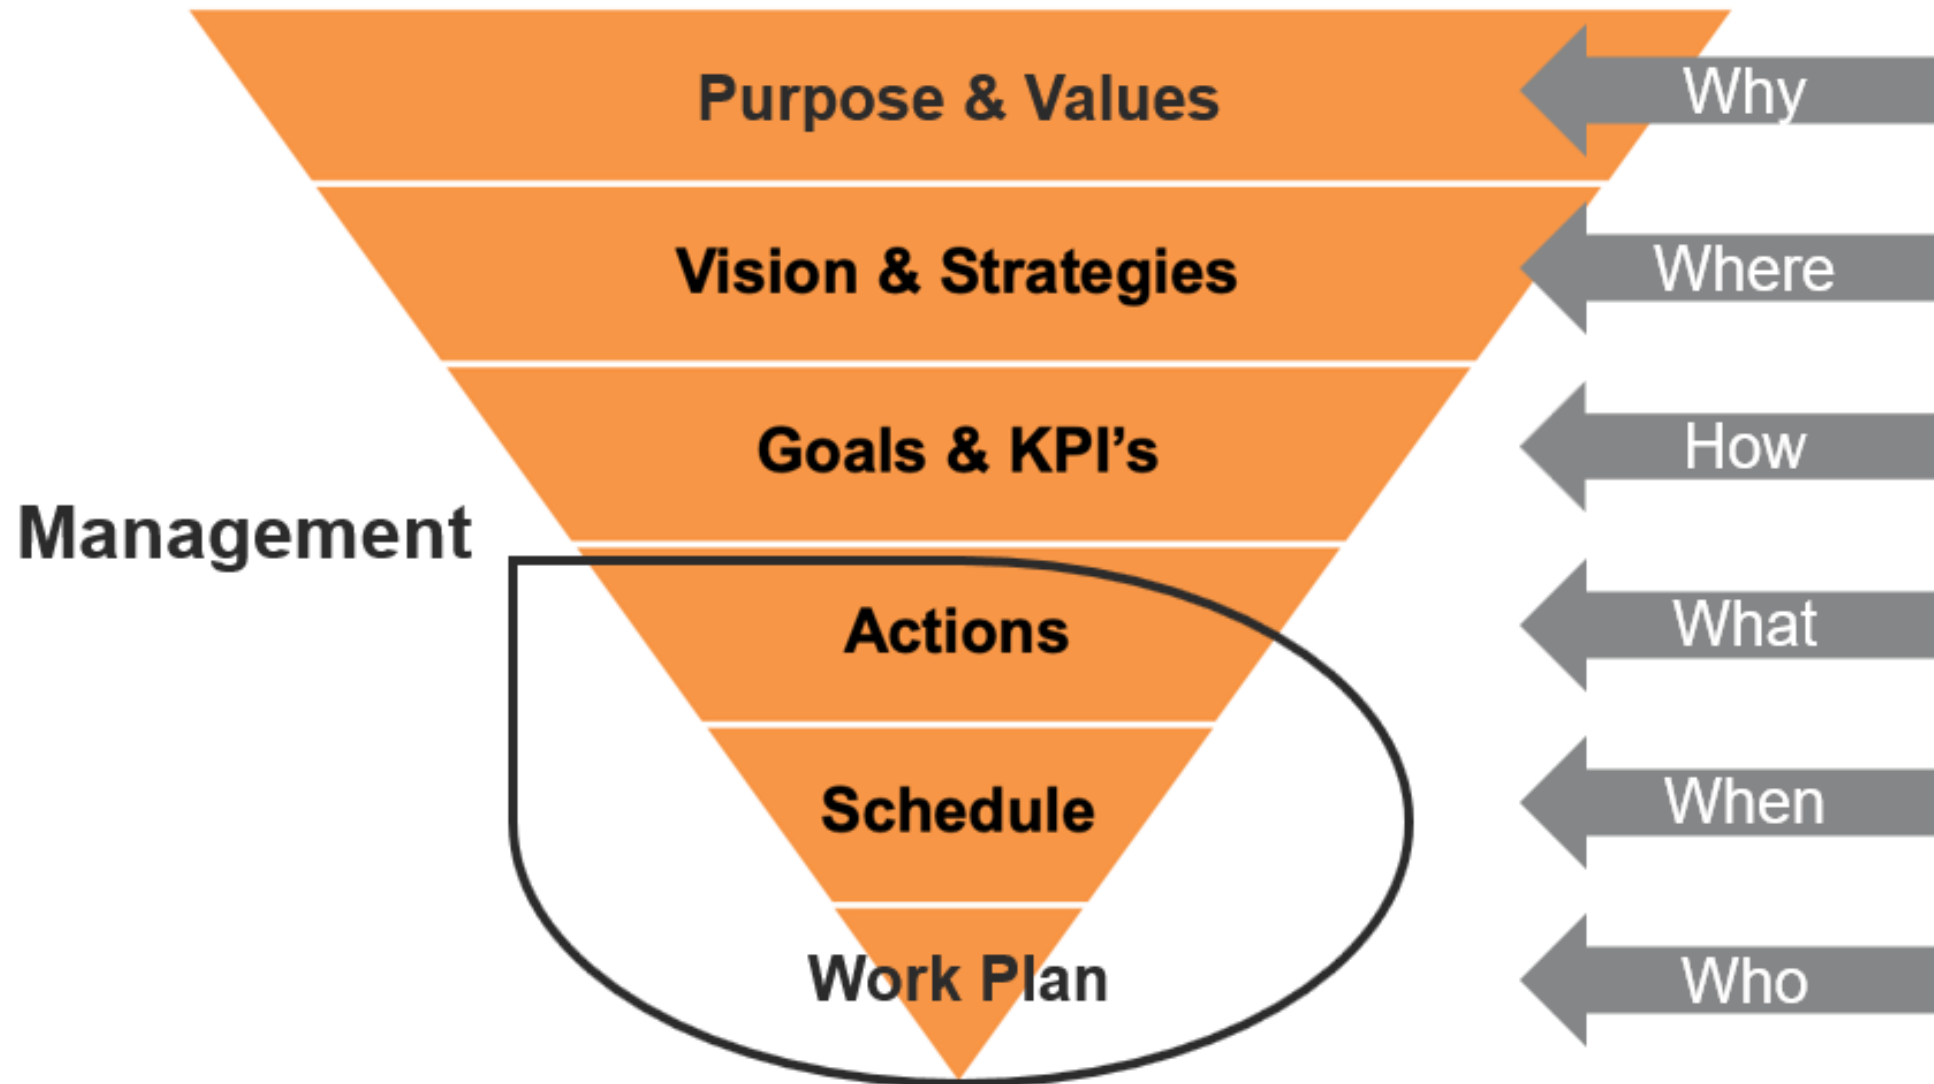 Purpose & Values
Why
Vision & Strategies
Where
Goals & KPI’s
How
Management
Actions
What
Schedule
When
Work Plan
Who